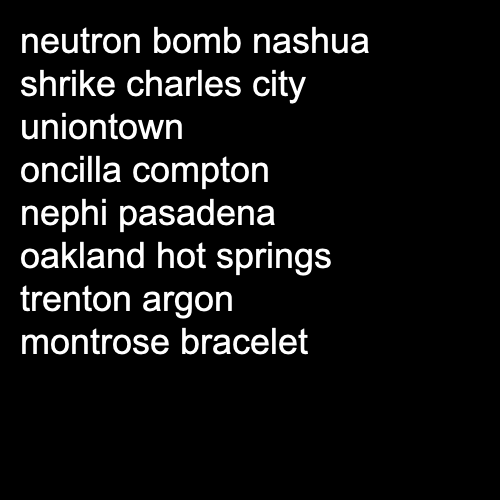 neutron bomb nashua
shrike charles city
uniontown
oncilla compton
nephi pasadena
oakland hot springs
trenton argon
montrose bracelet